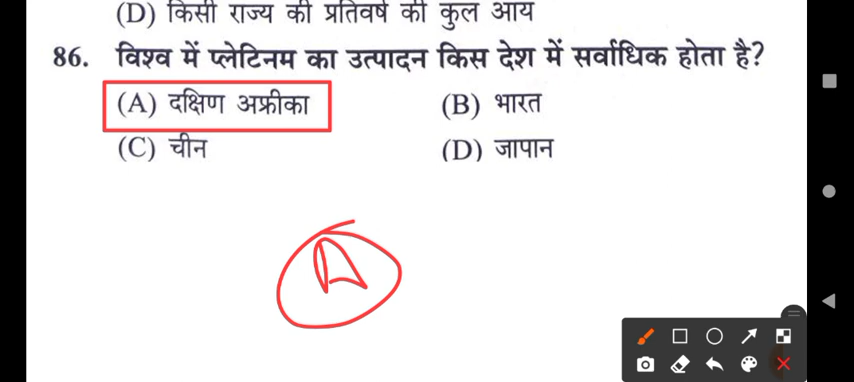 (D) किसी राज्य की प्रतिवर्ष की कुल आय
86. विश्व में प्लेटिनम का उत्पादन किस देश में सर्वाधिक होता है?
(A) दक्षिण अफ्रीका (B) भारत
(C) चीन (D) जापान
A